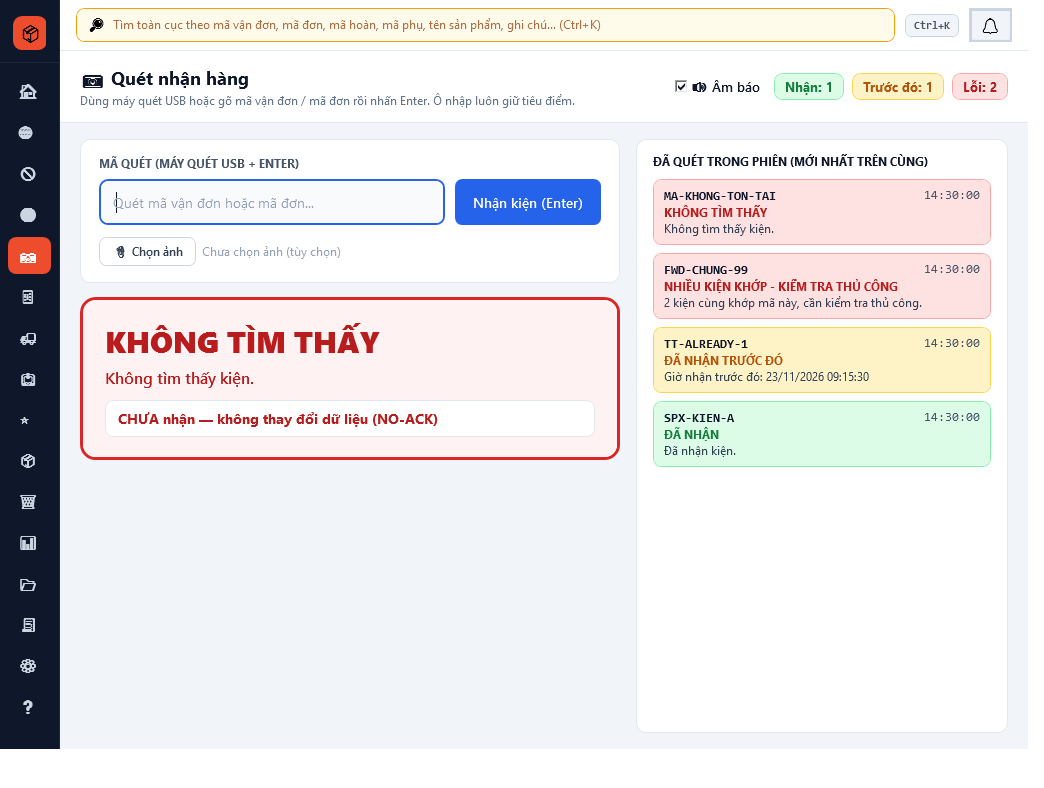 Tìm toàn cục theo mã vận đơn, mã đơn, mã hoàn, mã phụ, tên sản phẩm, ghi chú... (Ctrl+K)
Ctrl+K
Quét nhận hàng
Dùng máy quét USB hoặc gõ mã vận đơn / mã đơn rồi nhấn Enter. Ô nhập luôn giữ tiêu điểm.
Âm báo
Nhận: 1
Trước đó: 1
Lỗi: 2
MÃ QUÉT (MÁY QUÉT USB + ENTER)
Quét mã vận đơn hoặc mã đơn...
Nhận kiện (Enter)
Chọn ảnh
Chưa chọn ảnh (tùy chọn)
KHÔNG TÌM THẤY
Không tìm thấy kiện.
CHƯA nhận — không thay đổi dữ liệu (NO-ACK)
ĐÃ QUÉT TRONG PHIÊN (MỚI NHẤT TRÊN CÙNG)
MA-KHONG-TON-TAI 14:30:00
KHÔNG TÌM THẤY
Không tìm thấy kiện.
FWD-CHUNG-99 14:30:00
NHIỀU KIỆN KHỚP - KIỂM TRA THỦ CÔNG
2 kiện cùng khớp mã này, cần kiểm tra thủ công.
TT-ALREADY-1 14:30:00
ĐÃ NHẬN TRƯỚC ĐÓ
Giờ nhận trước đó: 23/11/2026 09:15:30
SPX-KIEN-A 14:30:00
ĐÃ NHẬN
Đã nhận kiện.